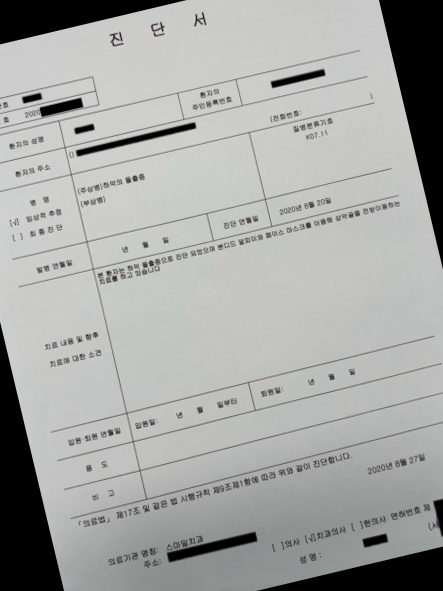 진 단 서
번호
호 2020
환자의 성명
환자의
주민등록번호
환자의 주소
()
(전화번호: )
병 명
[√] 임상적 추정
[ ] 최 종 진 단
(주상병)하악의 돌출증
(부상병)
질병분류기호
K07.11
발병 연월일
년 월 일
진단 연월일
2020년 8월 20일
치료 내용 및 향후
치료에 대한 소견
본 환자는 하악 돌출증으로 진단 되었으며 본디드 알피이와 페이스 마스크를 이용해 상악골을 전방이동하는
치료를 하고 있습니다
입원·퇴원 연월일
입원일: 년 월 일부터
퇴원일: 년 월 일
용 도
비 고
「의료법」 제17조 및 같은 법 시행규칙 제9조제1항에 따라 위와 같이 진단합니다.
2020년 8월 27일
의료기관 명칭: 스마일치과
주소:
[ ]의사 [√]치과의사 [ ]한의사 면허번호 제
성 명 :